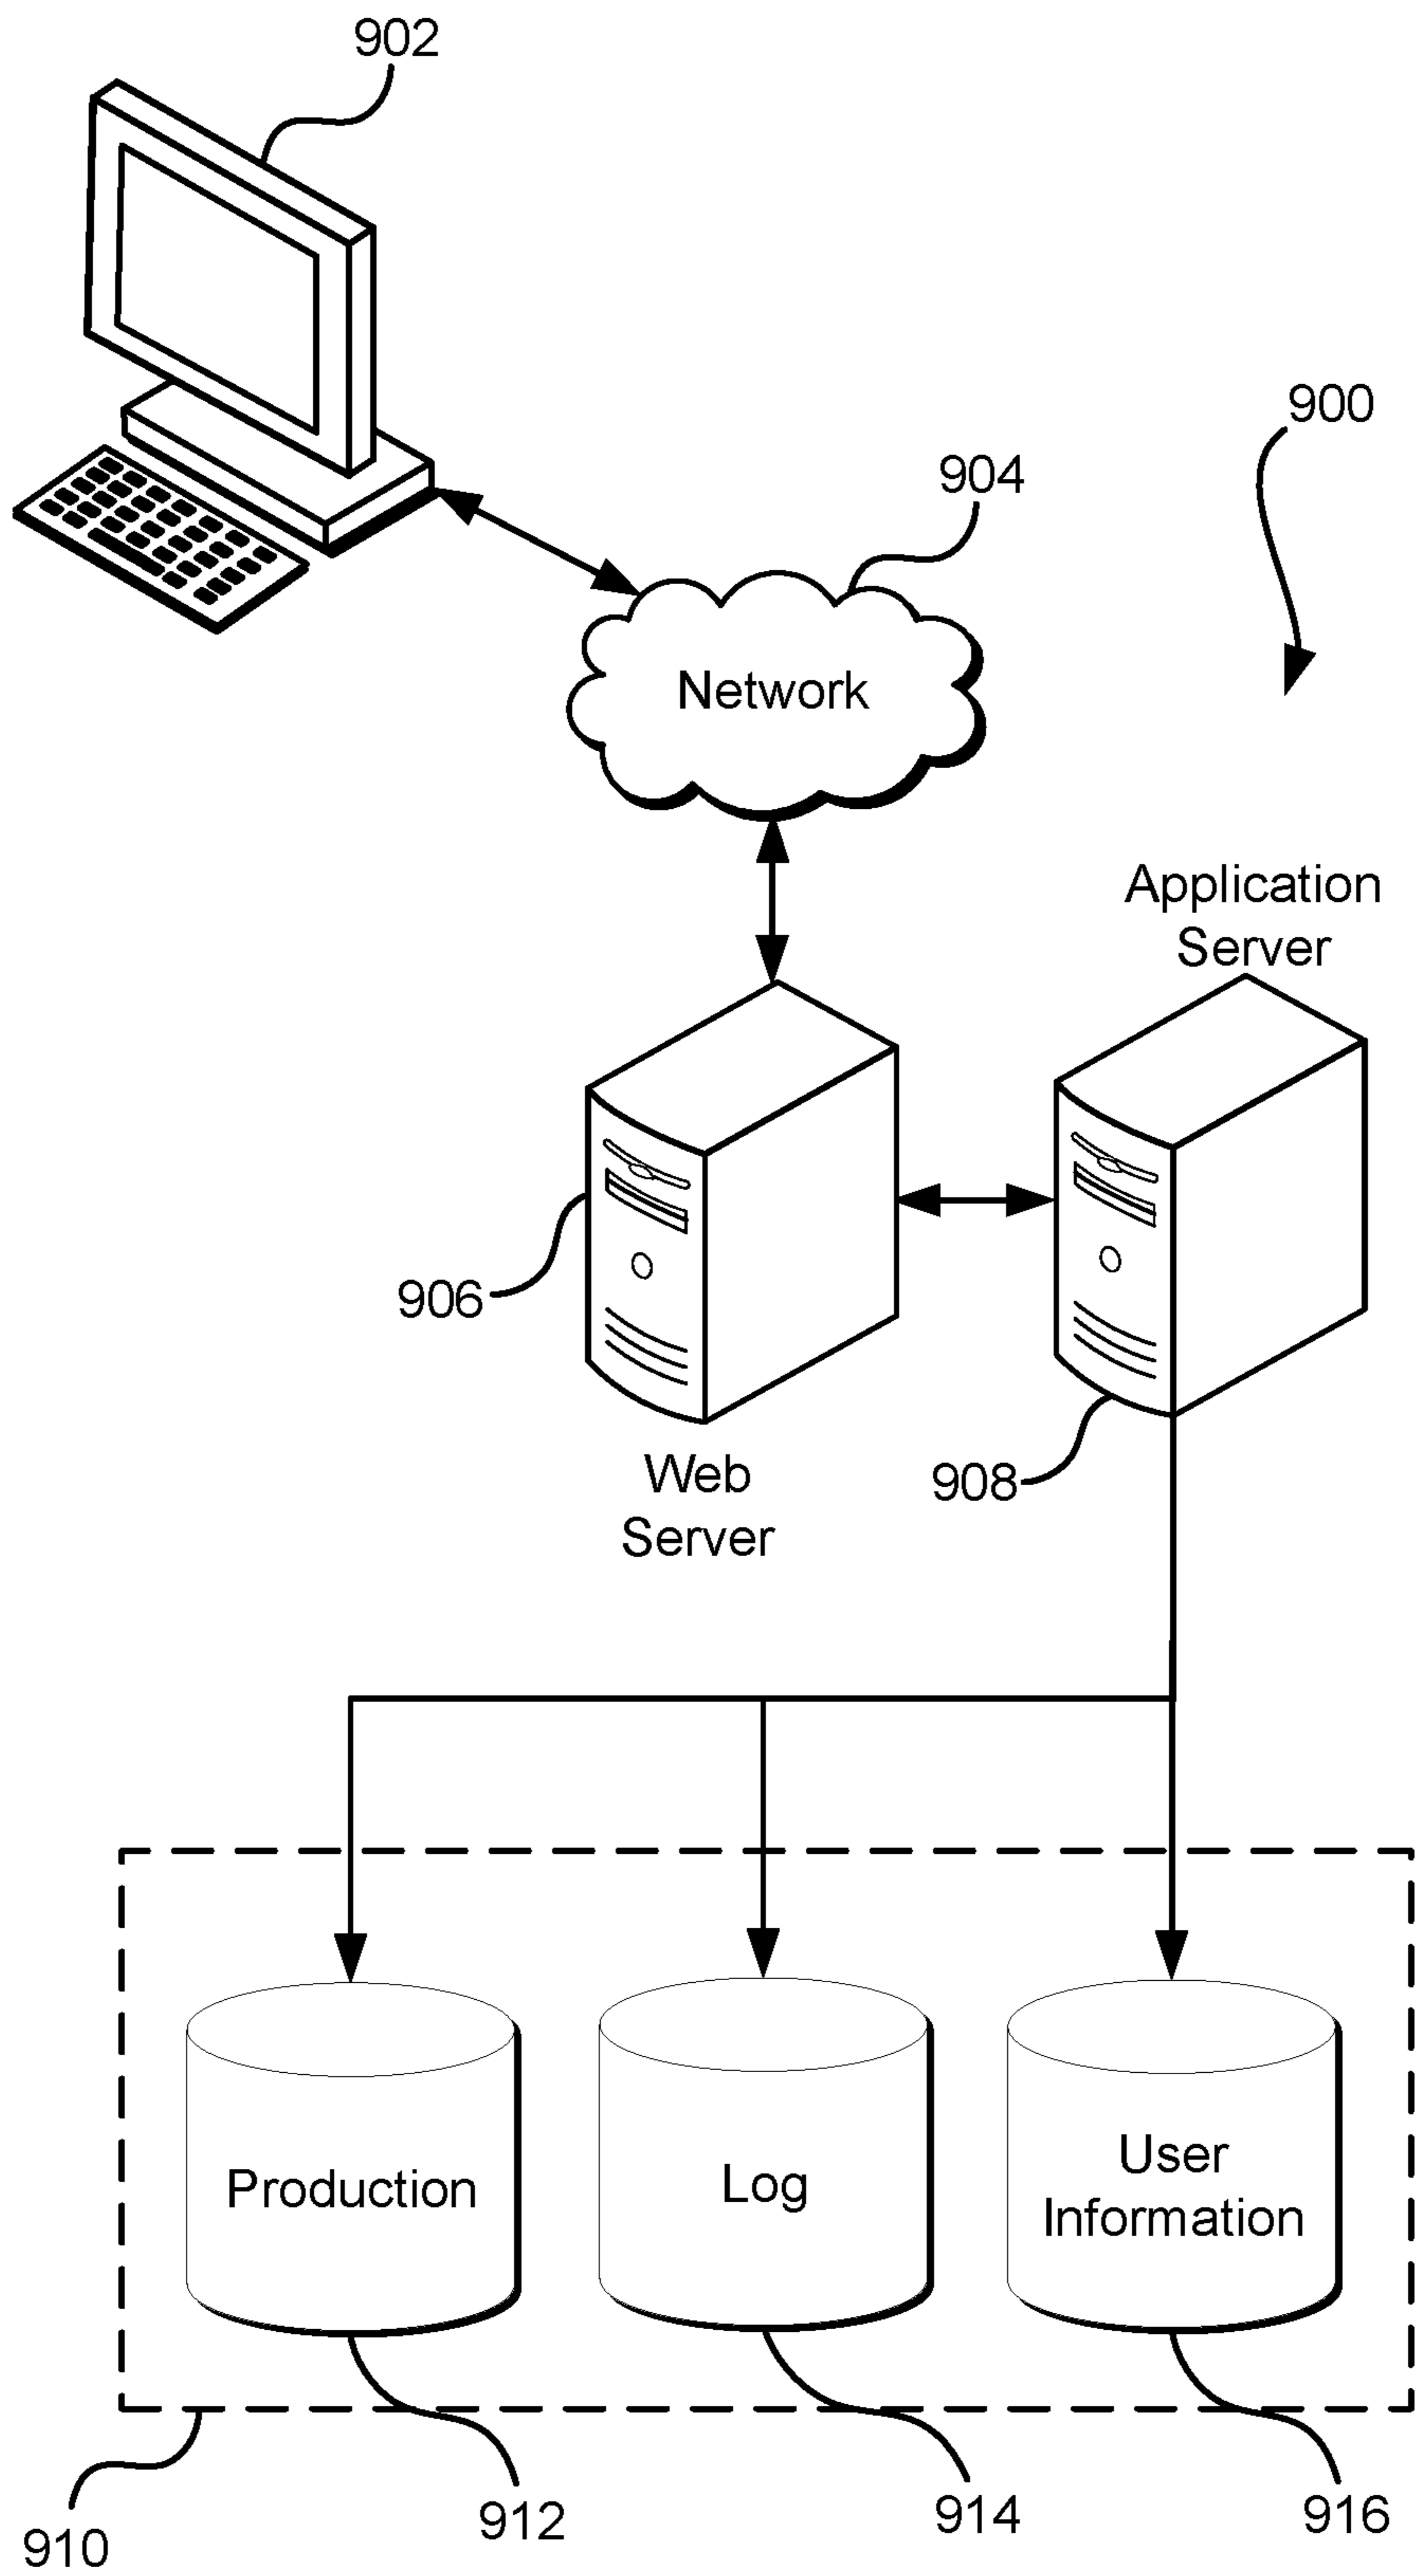 902
900
904
Network
Application
Server
906
Web
Server
908
Production
Log
User
Information
910
912
914
916